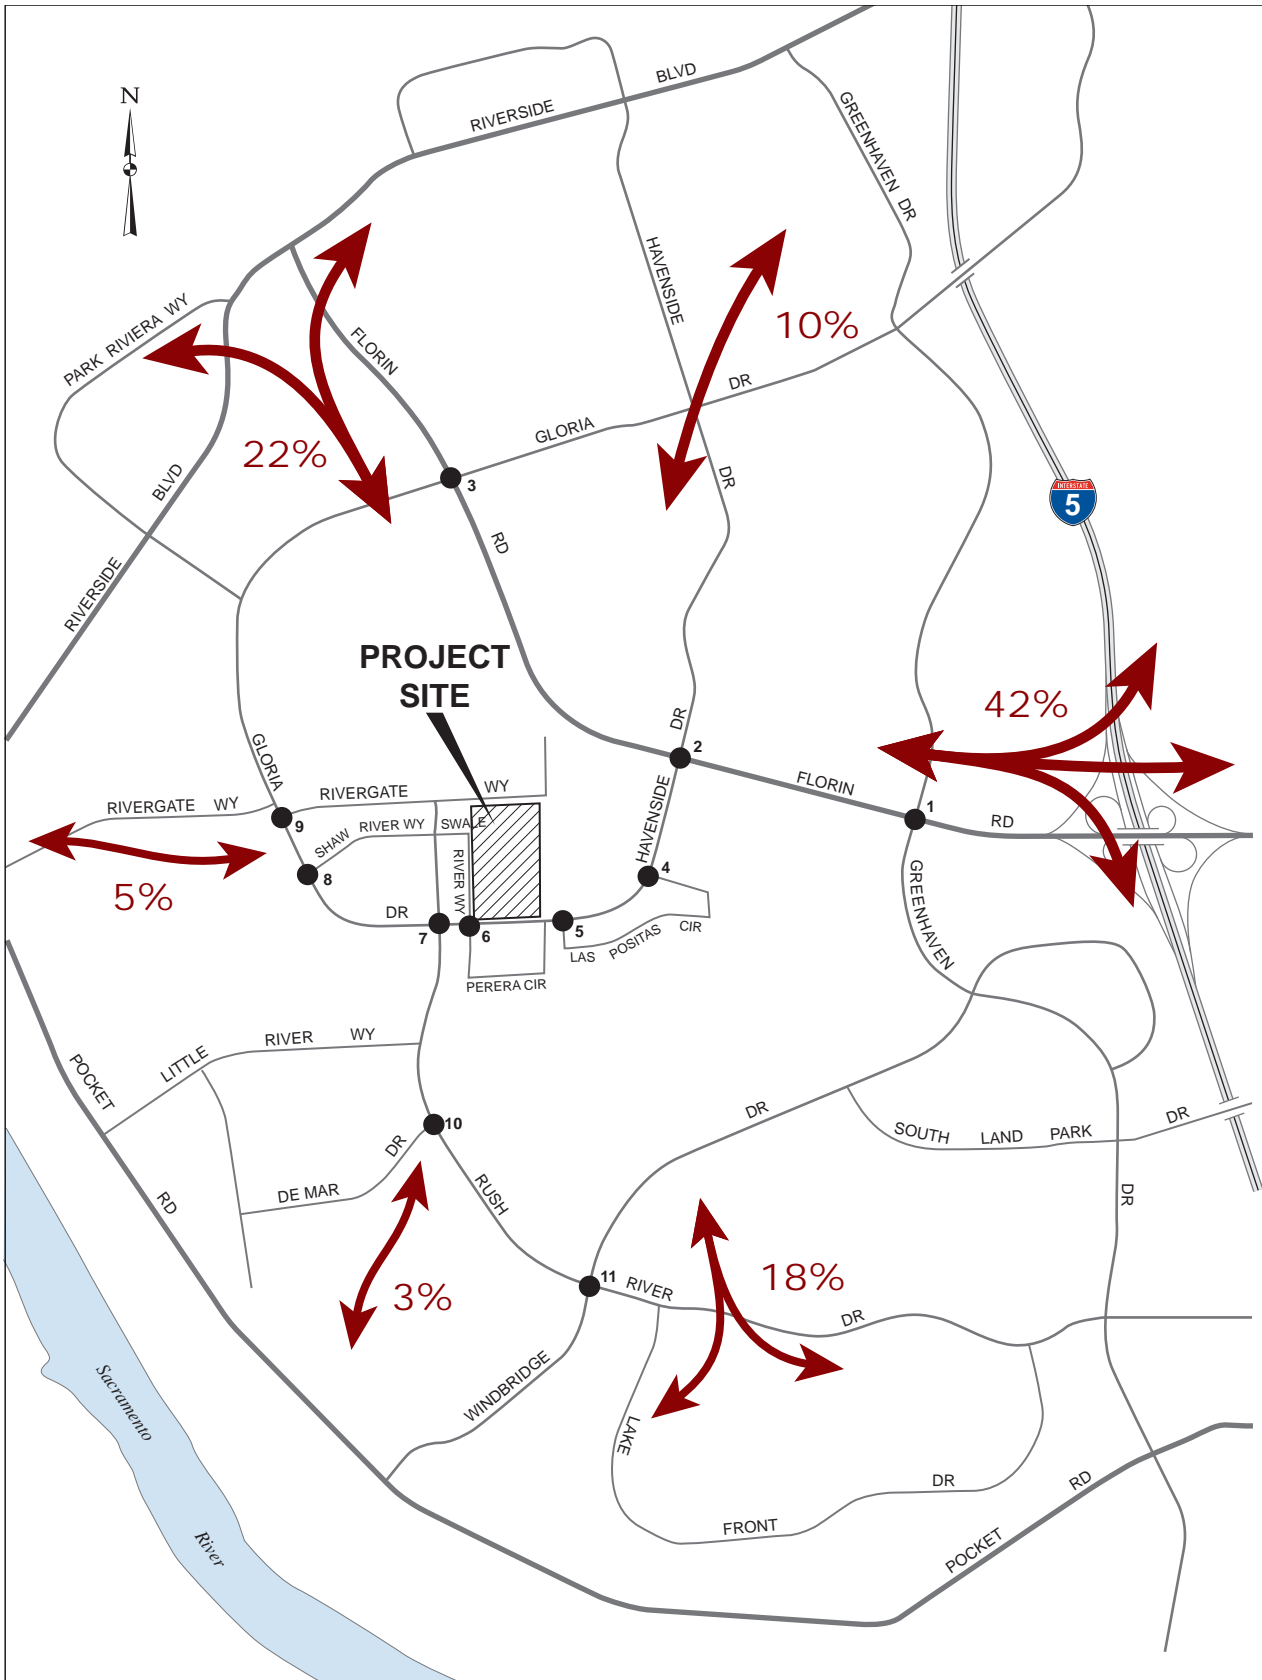 N
RIVERSIDE
BLVD
GREENHAVEN DR
HAVENSIDE
10%
PARK RIVIERA WY
FLORIN
DR
GLORIA
22%
BLVD
3
DR
INTERSTATE
5
RD
RIVERSIDE
PROJECT
SITE
42%
DR
2
GLORIA
FLORIN
RIVERGATE WY
RIVERGATE
WY
1
RD
9
SHAW
RIVER WY
SWALE
HAVENSIDE
RIVER WY
4
8
5%
GREENHAVEN
DR
7
6
5
LAS
POSITAS
CIR
PERERA CIR
POCKET
LITTLE
RIVER
WY
DR
SOUTH
LAND
PARK
DR
10
DR
DE MAR
RUSH
RD
DR
11
RIVER
18%
3%
DR
WINDBRIDGE
Sacramento
LAKE
DR
RD
FRONT
River
POCKET